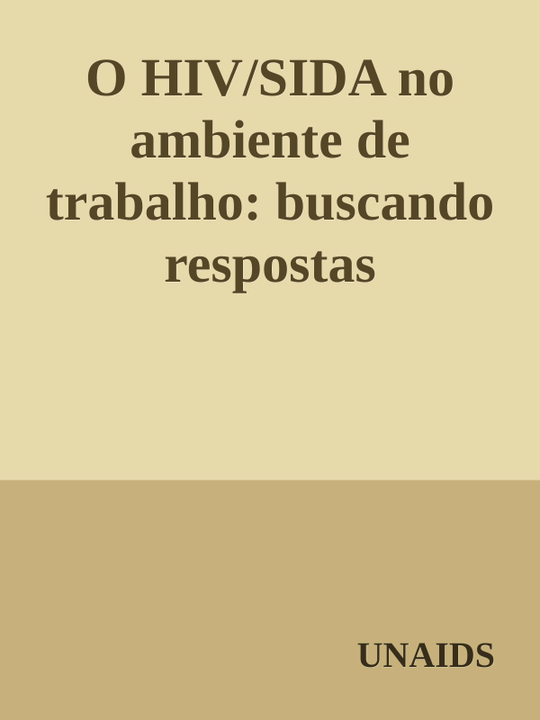 O HIV/SIDA no
ambiente de
trabalho: buscando
respostas
UNAIDS